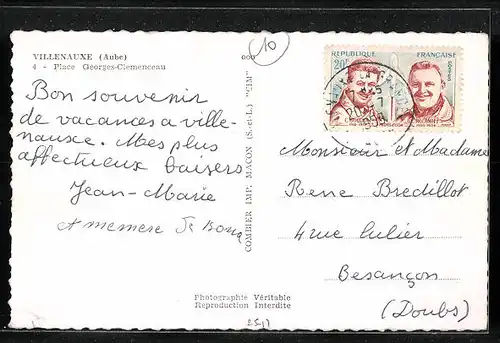 VILLENAUXE (Aube)
4 - Place Georges-Clemenceau
10
Bon souvenir
de vacances a ville-
nauxe. Mes plus
affectueux baisers
Jean-Marie
et memere
COMBIER IMP. MACON (S.-et-L.) "CIM"
REPUBLIQUE FRANÇAISE
20F
Monsieur et Madame
Rene Bredillot
4 rue Culier
Besançon
(Doubs)
Photographie Véritable
Reproduction Interdite